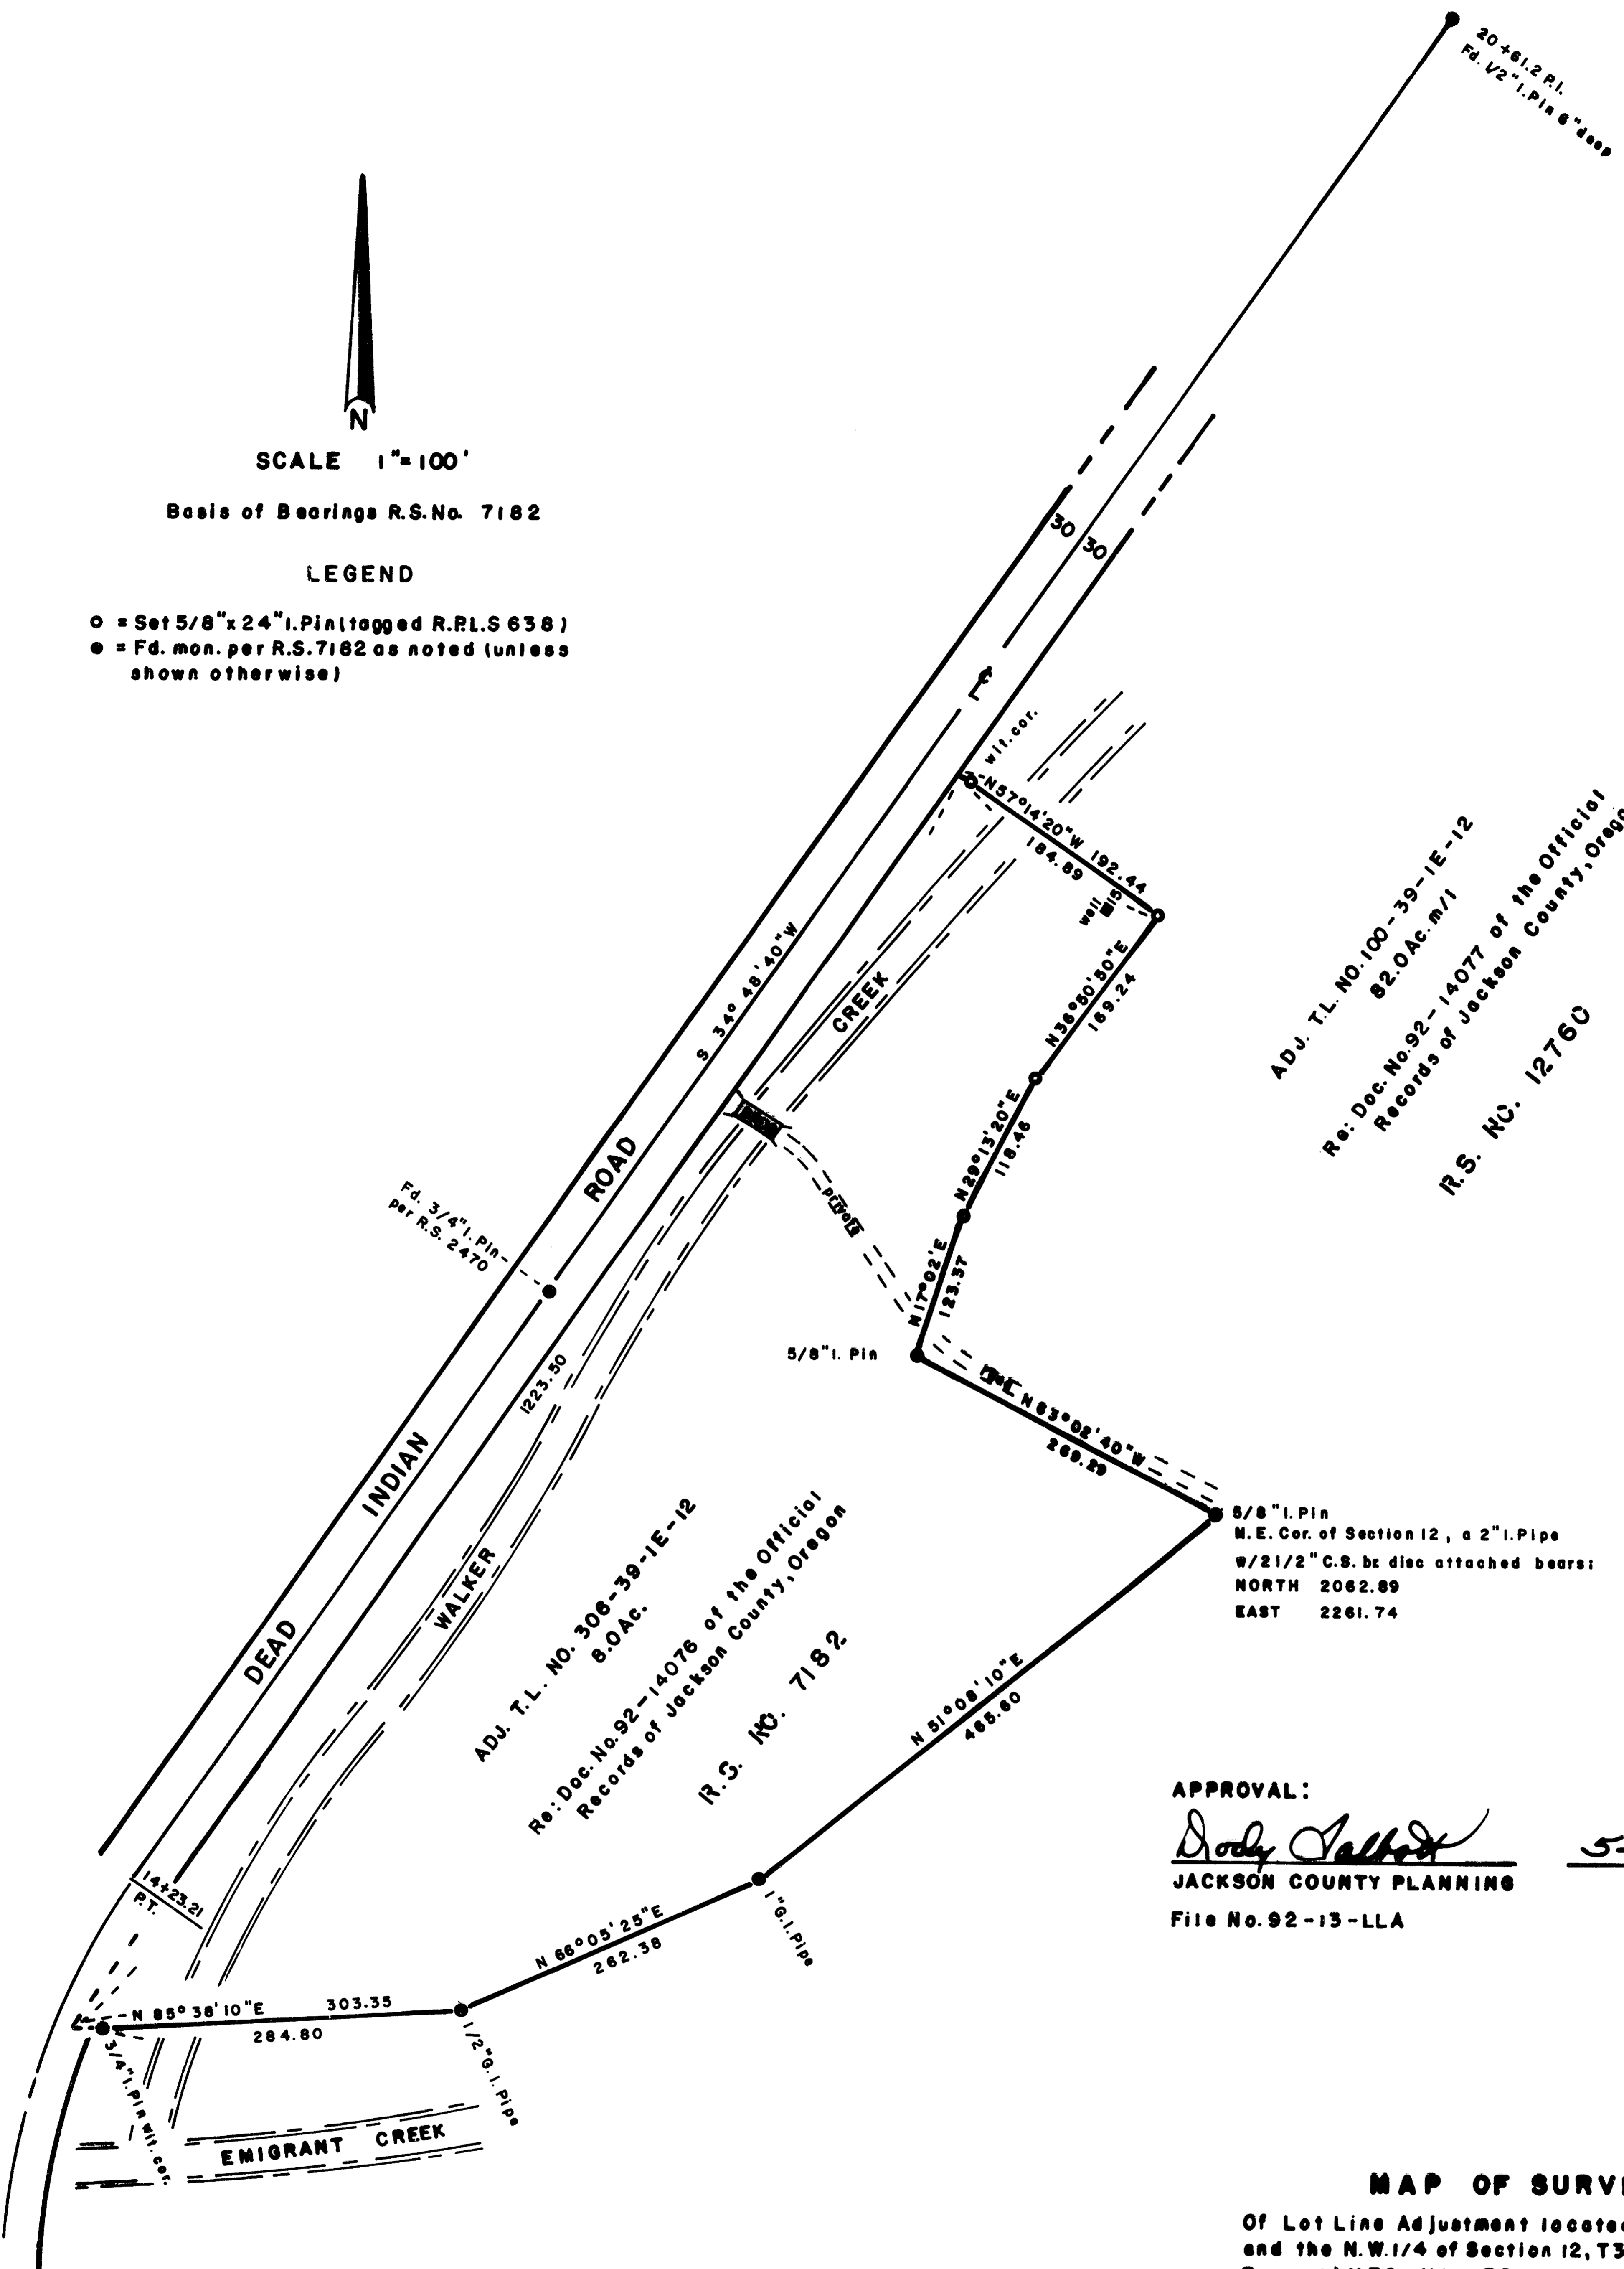 20+61.2 P.I.
Fd. 1/2" I.Pin 6" deep
N
SCALE 1"=100'
Basis of Bearings R.S.No. 7182
LEGEND
= Set 5/8"x24" I.Pin (tagged R.P.L.S 638)
= Fd. mon. per R.S.7182 as noted (unless
shown otherwise)
30 30
wit. cor.
N57°14'20"W 192.44
184.89
well
15
N36°50'50"E
169.24
ADJ. T.L. NO. 100-39-1E-12
82.0 Ac. m/l
Re: Doc. No. 92-14077 of the Official
Records of Jackson County,
R.S. NO. 12760
S 34° 48' 40" W
CREEK
N29°13'20"E
118.46
private
ROAD
Fd. 3/4" I. Pin
per R.S. 2470
N17°02'E
123.37
5/8" I. Pin
N63°02'40"W
269.29
1223.50
INDIAN
5/8" I. Pin
N.E. Cor. of Section 12, a 2" I.Pipe
w/2 1/2" C.S. br. disc attached bears:
NORTH 2062.89
EAST 2261.74
WALKER
ADJ. T.L. NO. 306-39-1E-12
8.0 Ac.
Re: Doc. No. 92-14076 of the Official
Records of Jackson County, Oregon
R.S. NO. 7182
DEAD
N 51°08'10"E
465.60
APPROVAL:
Dody Talbott 5-
JACKSON COUNTY PLANNING
File No. 92-13-LLA
14+23.21
P.T.
1" G.I. Pipe
N 66°05'25"E
262.38
N 85°38'10"E 303.35
284.80
1/2" G.I. Pipe
3/4" I. Pin wit. cor.
EMIGRANT CREEK
MAP OF
Of Lot Line Adjustment
and the N.W.1/4 of Section 12,